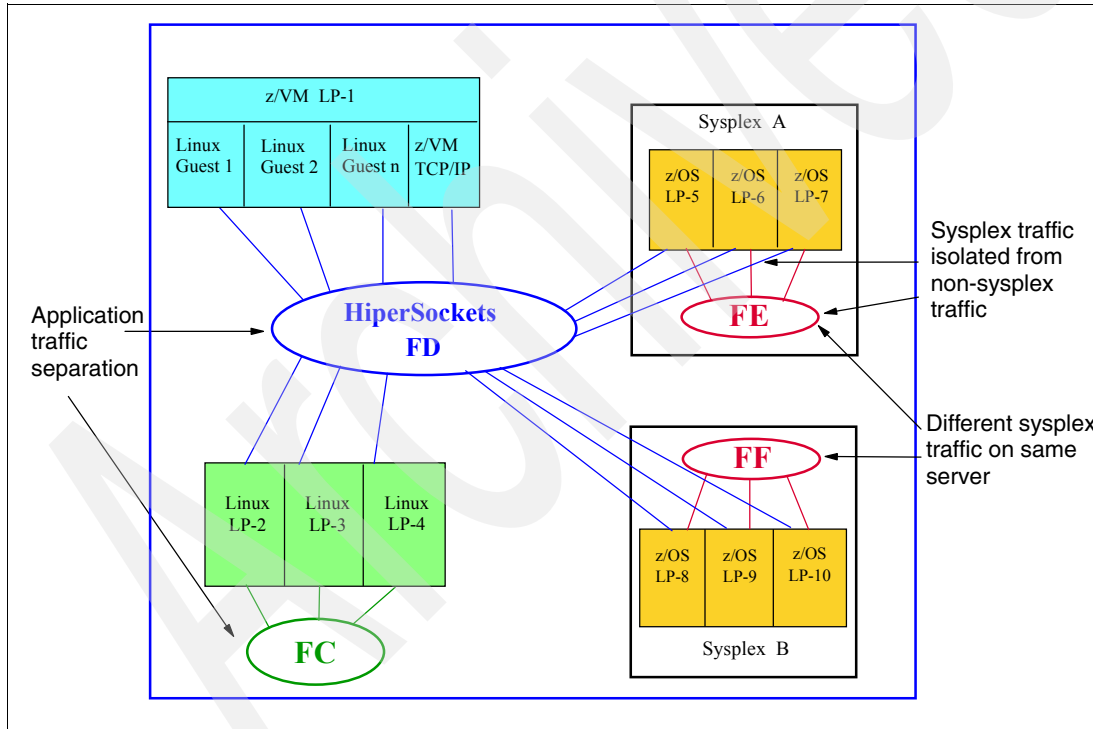 z/VM LP-1
Linux
Guest 1
Linux
Guest 2
Linux
Guest n
z/VM
TCP/IP
Sysplex A
z/OS
LP-5
z/OS
LP-6
z/OS
LP-7
Sysplex traffic
isolated from
non-sysplex
traffic
HiperSockets
FD
FE
Application
traffic
separation
Different sysplex
traffic on same
server
FF
Linux
LP-2
Linux
LP-3
Linux
LP-4
z/OS
LP-8
z/OS
LP-9
z/OS
LP-10
FC
Sysplex B
Archive